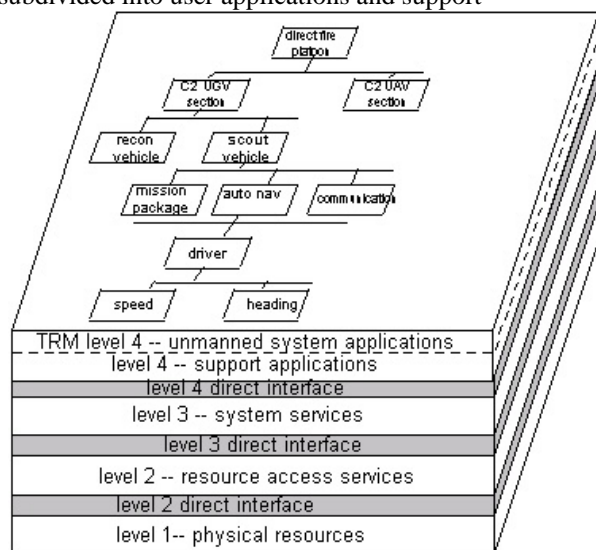 subdivided into user applications and support
direct fire
platoon
C2 UGV
section
C2 UAV
section
recon
vehicle
scout
vehicle
mission
package
auto nav
communication
driver
speed
heading
TRM level 4 -- unmanned system applications
level 4 -- support applications
level 4 direct interface
level 3 -- system services
level 3 direct interface
level 2 -- resource access services
level 2 direct interface
level 1-- physical resources